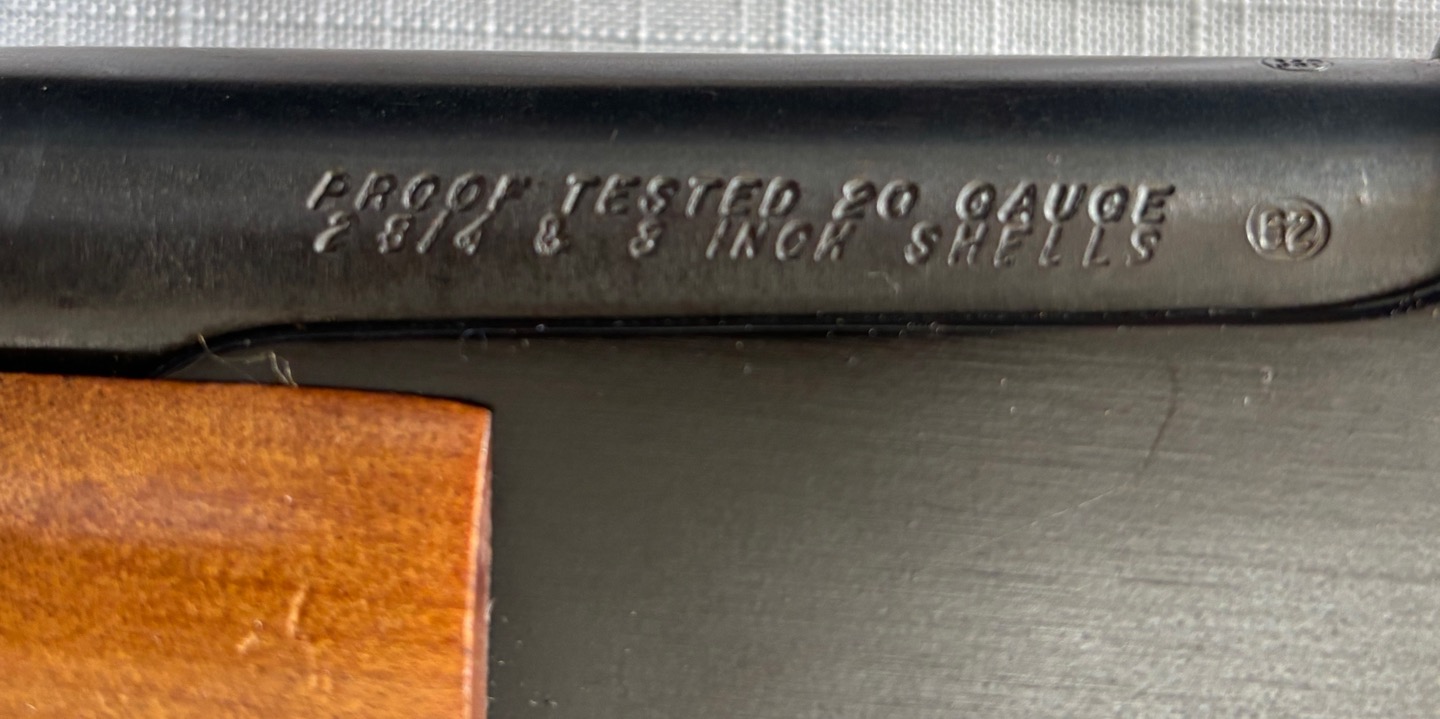 PROOF TESTED 20 GAUGE
2 3/4 & 3 INCH SHELLS